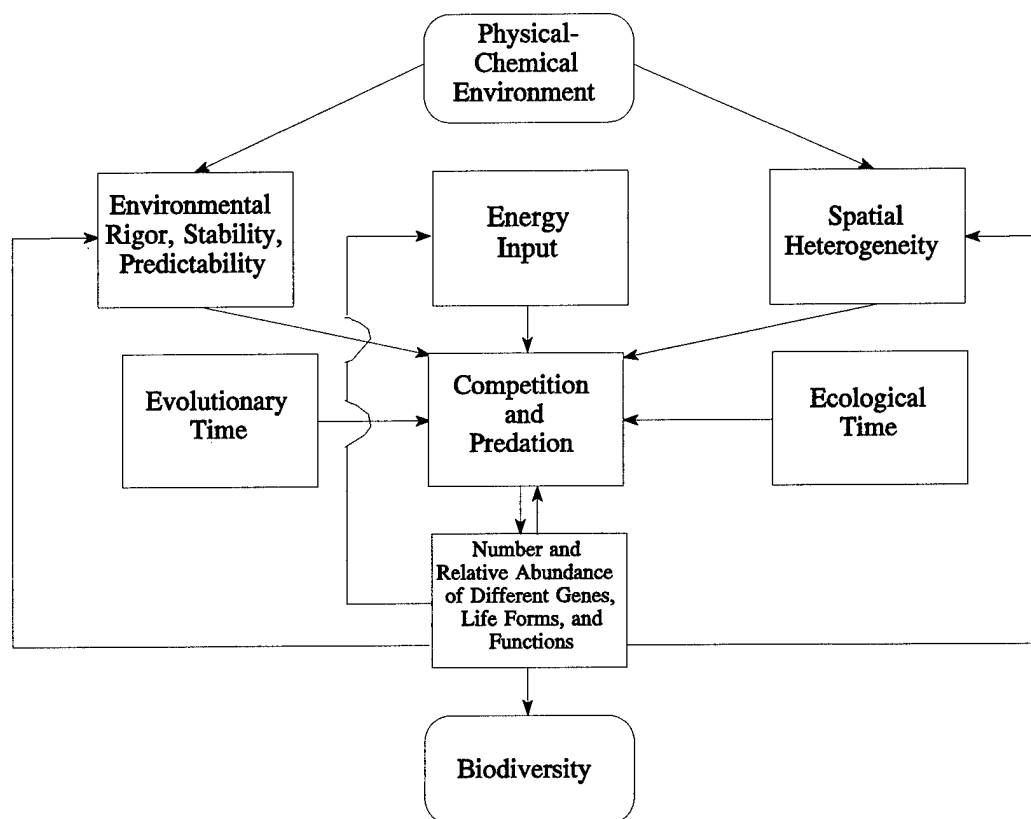 Physical-
Chemical
Environment
Environmental
Rigor, Stability,
Predictability
Energy
Input
Spatial
Heterogeneity
Evolutionary
Time
Competition
and
Predation
Ecological
Time
Number and
Relative Abundance
of Different Genes,
Life Forms, and
Functions
Biodiversity